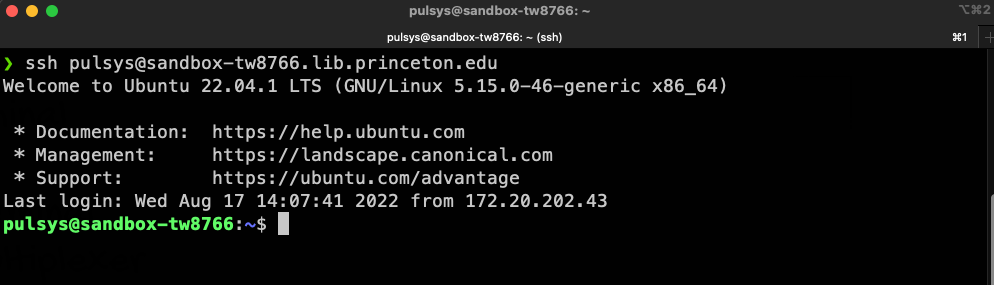 pulsys@sandbox-tw8766: ~
⌥⌘2
pulsys@sandbox-tw8766: ~ (ssh)
⌘1
❯ ssh pulsys@sandbox-tw8766.lib.princeton.edu
Welcome to Ubuntu 22.04.1 LTS (GNU/Linux 5.15.0-46-generic x86_64)
* Documentation:  https://help.ubuntu.com
* Management:     https://landscape.canonical.com
* Support:        https://ubuntu.com/advantage
Last login: Wed Aug 17 14:07:41 2022 from 172.20.202.43
pulsys@sandbox-tw8766:~$